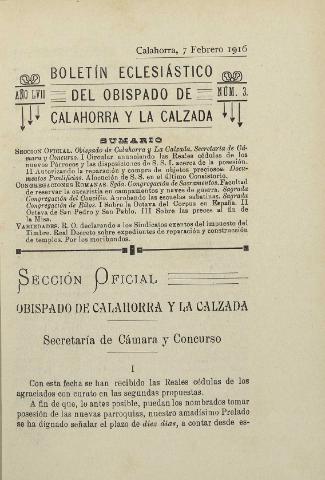 Calahorra, 7 Febrero 1916
BOLETÍN ECLESIÁSTICO
AÑO LVII
DEL OBISPADO DE
NÚM. 3.
CALAHORRA Y LA CALZADA
SUMARIO
SECCION OFICIAL. Obispado de Calahorra y La Calzada. Secretaría de Cá-
mara y Concurso. I Circular anunciando las Reales cédulas de los
nuevos Párrocos y las disposiciones de S. S. I. acerca de la posesión.
II Autorizando la reparación y compra de objetos preciosos. Docu-
mentos Pontificios. Alocución de S. S. en el último Consistorio.
CONGREGACIONES ROMANAS. Sgda. Congregación de Sacramentos. Facultad
de reservar la eucaristía en campamentos y naves de guerra. Sagrada
Congregación del Concilio. Aprobando las escuelas sabatinas. Sagrada
Congregación de Ritos. I Sobre la Octava del Corpus en España. II
Octava de San Pedro y San Pablo. III Sobre las preces al fin de
la Misa.
VARIEDADES. R. O. declarando a los Sindicatos exentos del impuesto del
Timbre. Real Decreto sobre expedientes de reparación y construcción
de templos. Por los moribundos.
SECCIÓN OFICIAL
OBISPADO DE CALAHORRA Y LA CALZADA
Secretaría de Cámara y Concurso
I
Con esta fecha se han recibido las Reales cédulas de los
agraciados con curato en las segundas propuestas.
A fin de que, lo antes posible, puedan los nombrados tomar
posesión de las nuevas parroquias, nuestro amadísimo Prelado
se ha dignado señalar el plazo de diez días, a contar desde es-